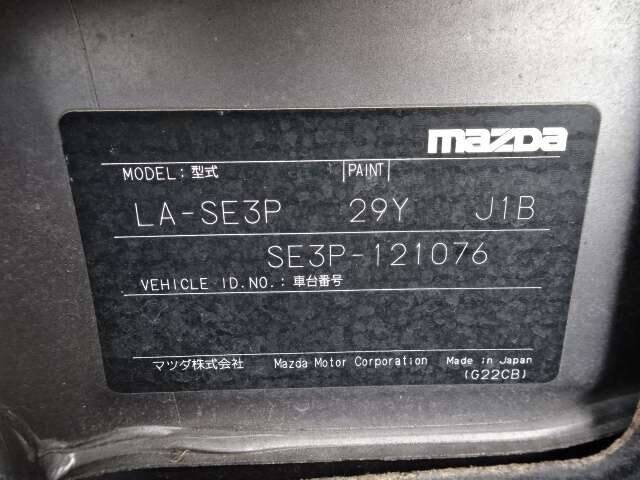 mazda
MODEL: 型式 PAINT
LA-SE3P 29Y J1B
SE3P-121076
VEHICLE ID.NO.: 車台番号
マツダ株式会社 Mazda Motor Corporation Made in Japan
(G22CB)